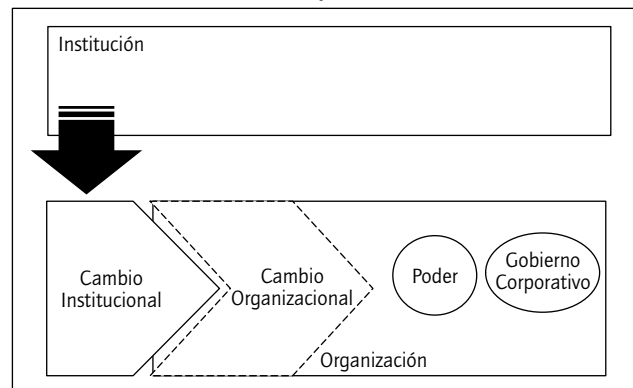 Institución
Cambio
Institucional
Cambio
Organizacional
Poder
Gobierno
Corporativo
Organización